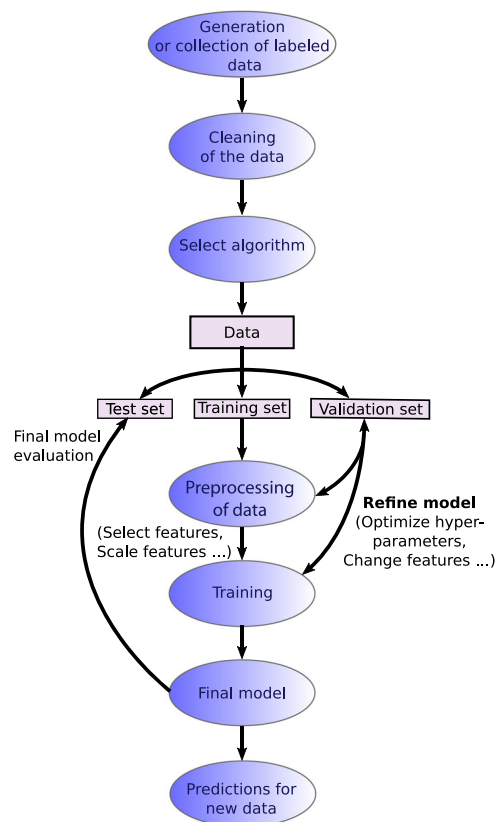 Generation
or collection of labeled
data
Cleaning
of the data
Select algorithm
Data
Test set
Training set
Validation set
Final model
evaluation
Preprocessing
of data
Refine model
(Optimize hyper-
parameters,
Change features ...)
(Select features,
Scale features ...)
Training
Final model
Predictions for
new data